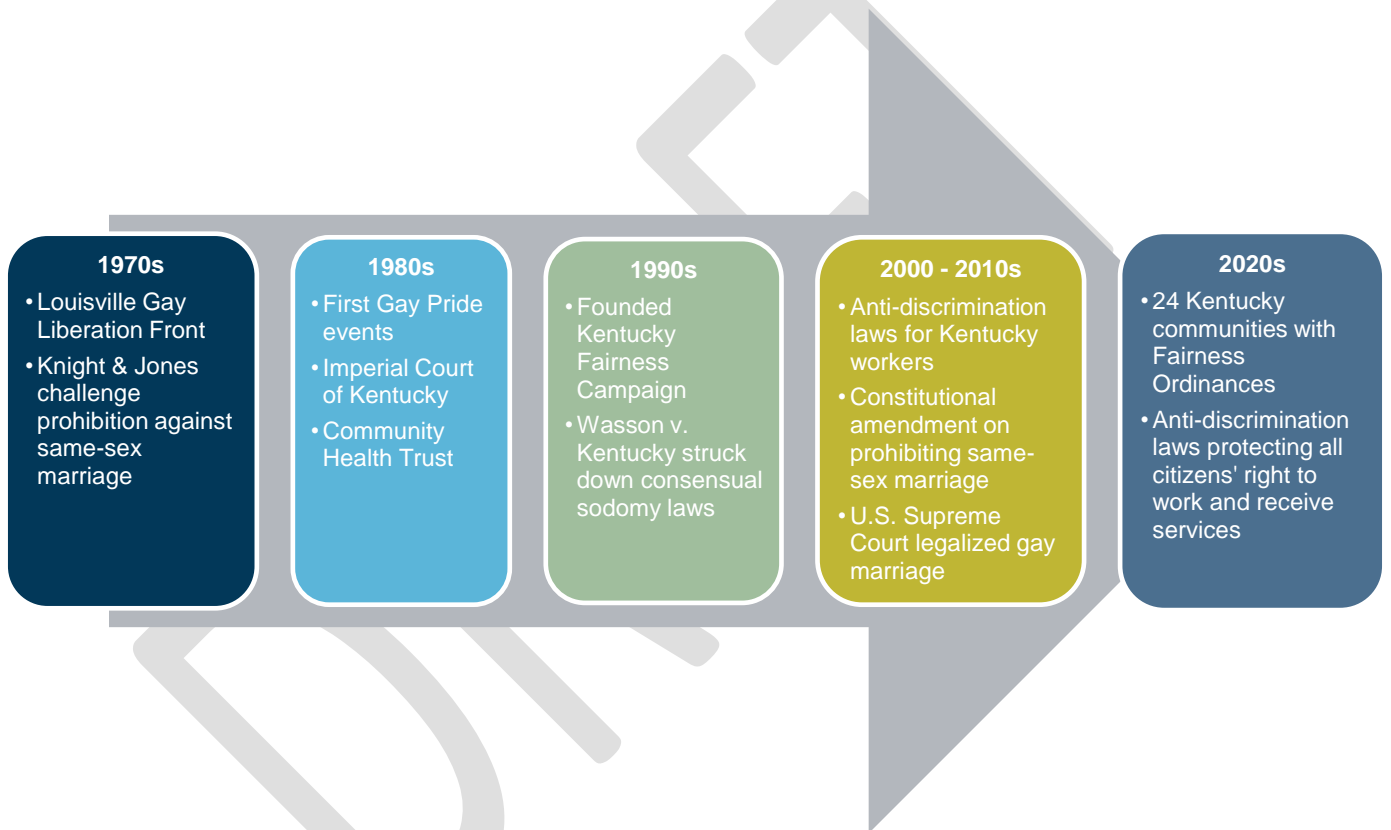 1970s
• Louisville Gay
Liberation Front
• Knight & Jones
challenge
prohibition against
same-sex
marriage
1980s
• First Gay Pride
events
• Imperial Court
of Kentucky
• Community
Health Trust
1990s
• Founded
Kentucky
Fairness
Campaign
• Wasson v.
Kentucky struck
down consensual
sodomy laws
2000 - 2010s
• Anti-discrimination
laws for Kentucky
workers
• Constitutional
amendment on
prohibiting same-
sex marriage
• U.S. Supreme
Court legalized gay
marriage
2020s
• 24 Kentucky
communities with
Fairness
Ordinances
• Anti-discrimination
laws protecting all
citizens' right to
work and receive
services